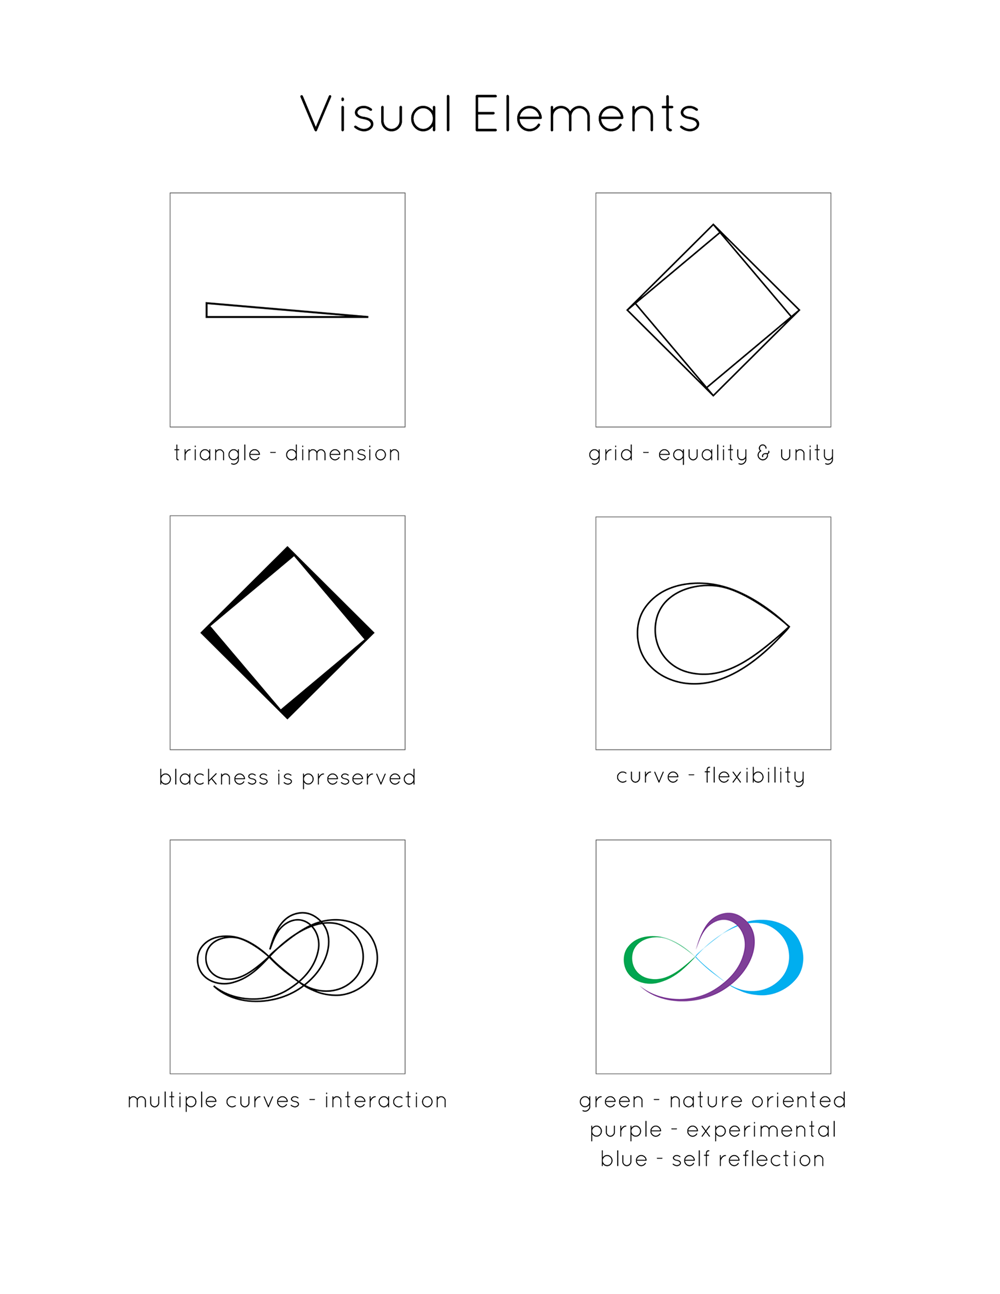 Visual Elements
triangle - dimension
grid - equality & unity
blackness is preserved
curve - flexibility
multiple curves - interaction
green - nature oriented
purple - experimental
blue - self reflection